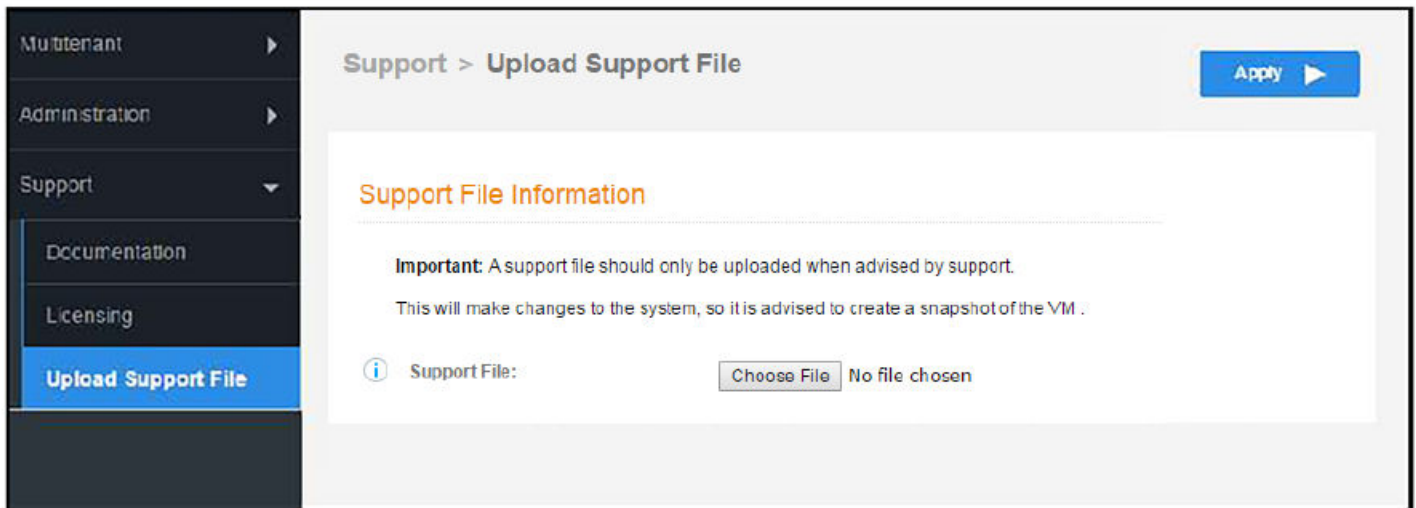 Multitenant
Administration
Support
Documentation
Licensing
Upload Support File
Support > Upload Support File
Apply
Support File Information
Important: A support file should only be uploaded when advised by support.
This will make changes to the system, so it is advised to create a snapshot of the VM .
Support File:
Choose File No file chosen